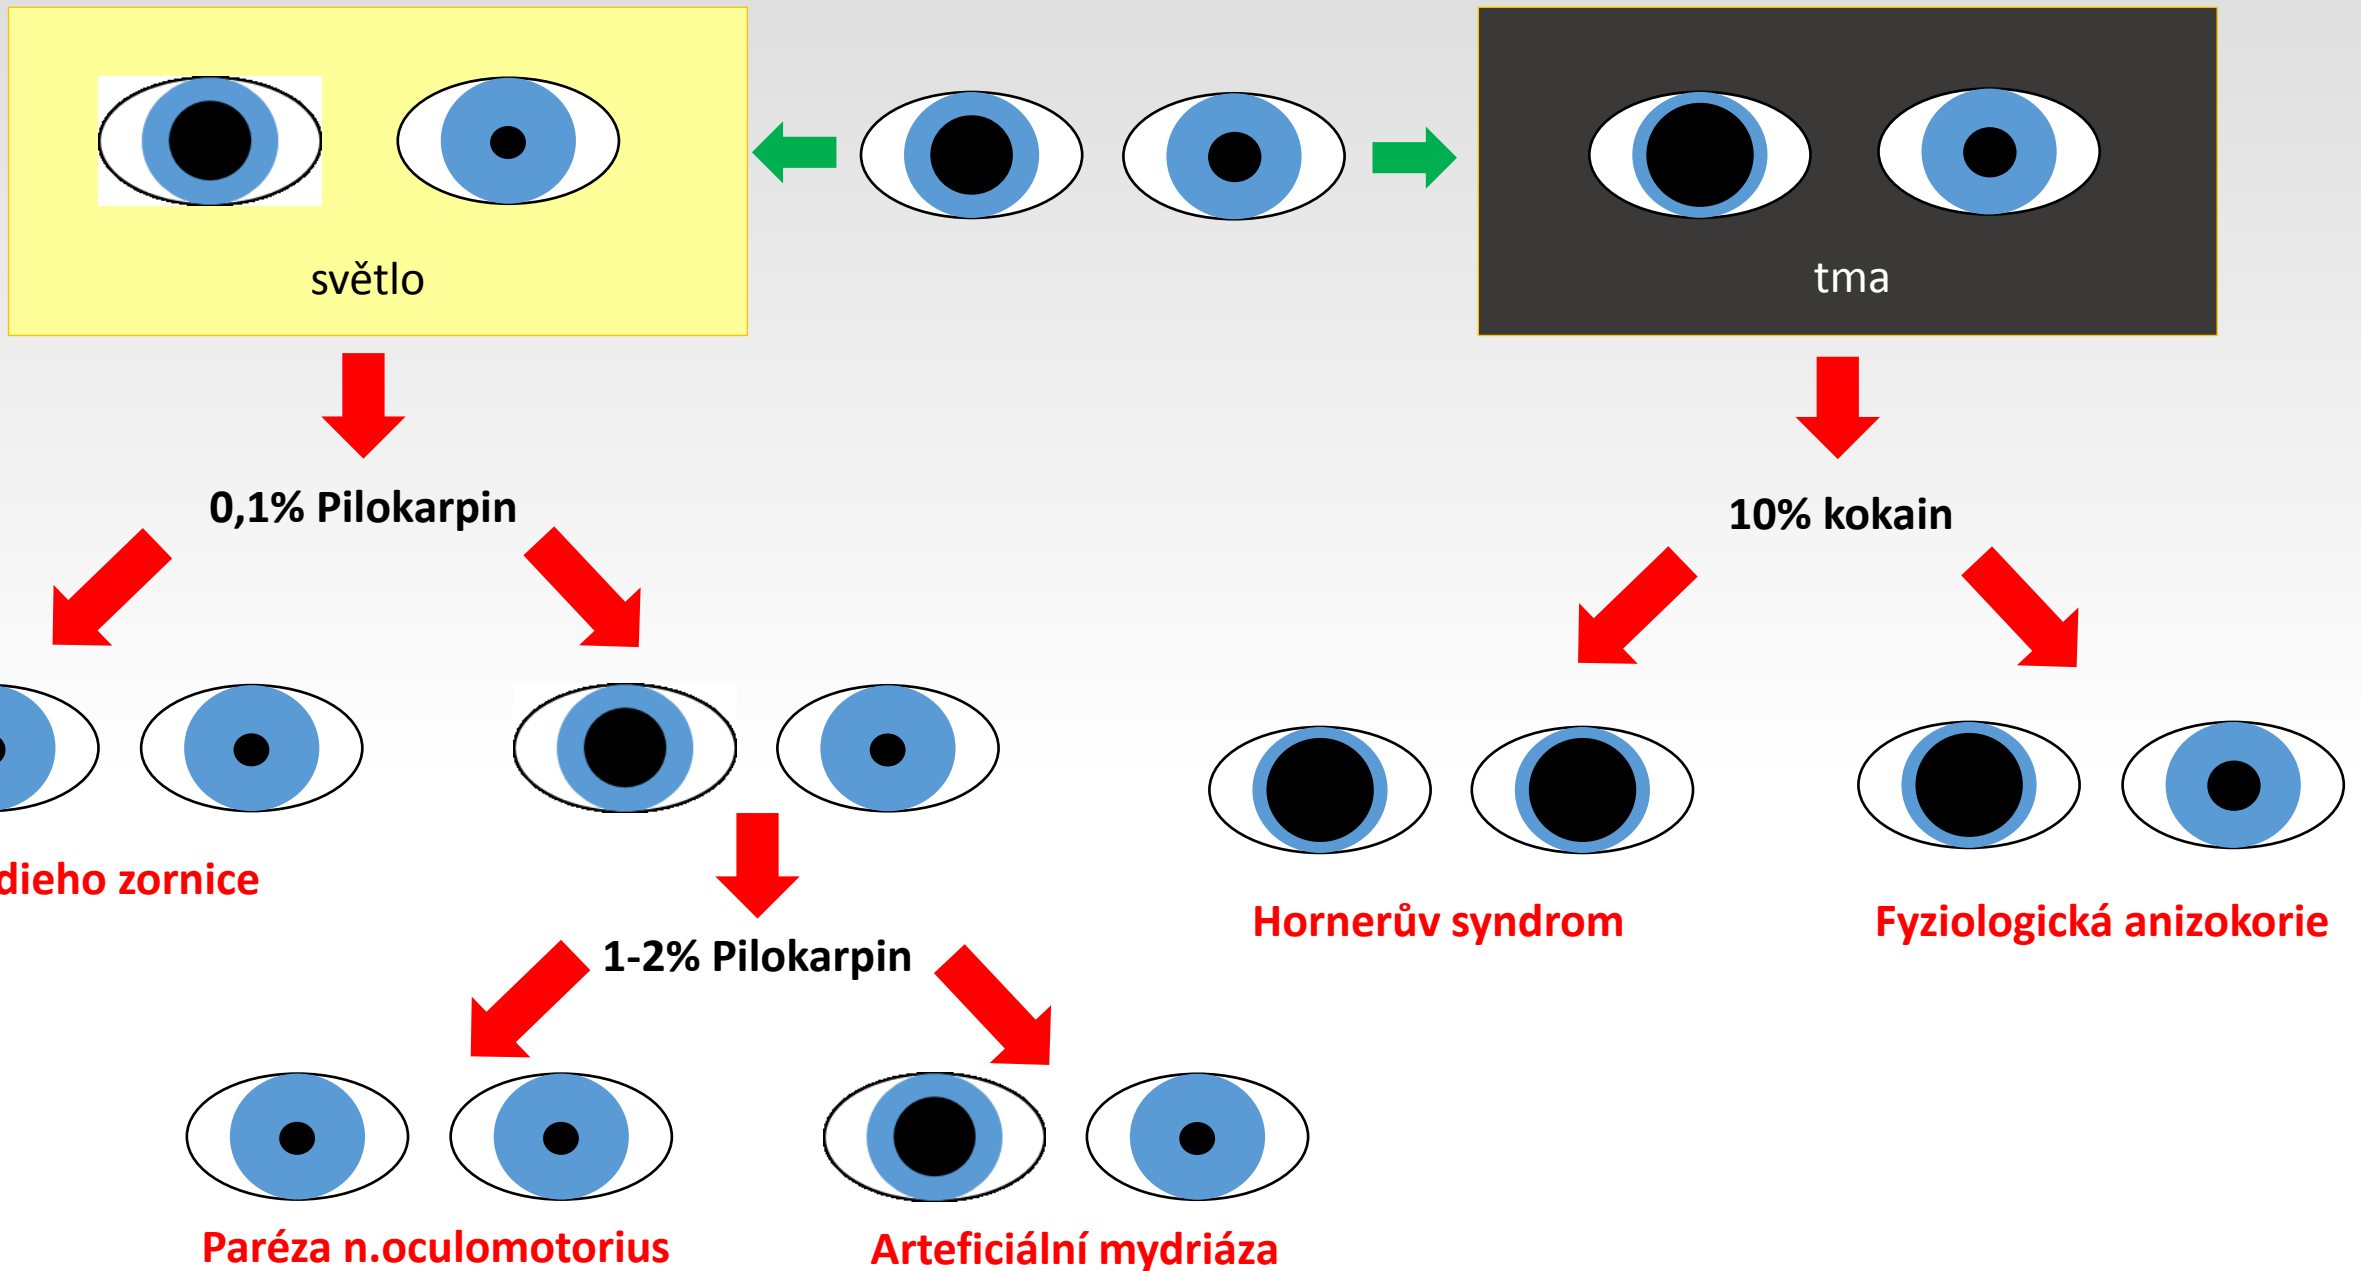 světlo
tma
0,1% Pilokarpin
10% kokain
dieho zornice
Hornerův syndrom
Fyziologická anizokorie
1-2% Pilokarpin
Paréza n.oculomotorius
Arteficiální mydriáza